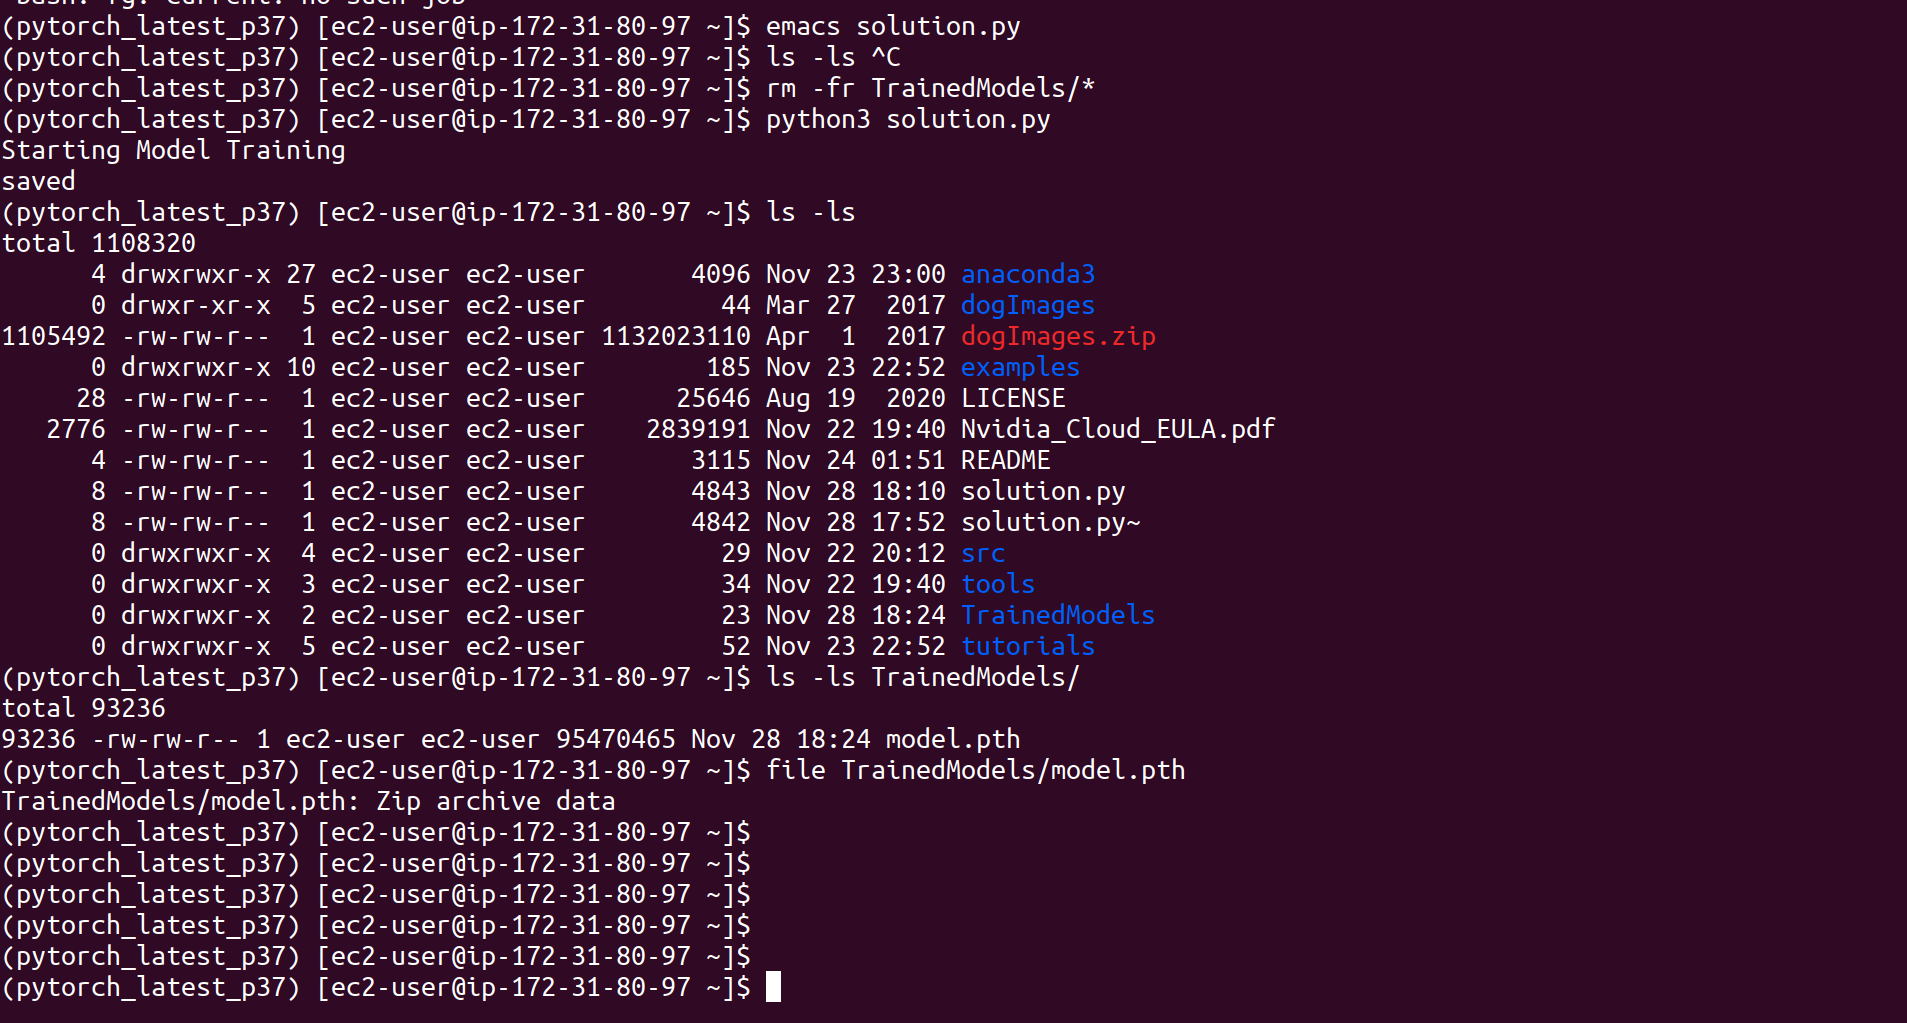 bash: fg: current: no such job
(pytorch_latest_p37) [ec2-user@ip-172-31-80-97 ~]$ emacs solution.py
(pytorch_latest_p37) [ec2-user@ip-172-31-80-97 ~]$ ls -ls ^C
(pytorch_latest_p37) [ec2-user@ip-172-31-80-97 ~]$ rm -fr TrainedModels/*
(pytorch_latest_p37) [ec2-user@ip-172-31-80-97 ~]$ python3 solution.py
Starting Model Training
saved
(pytorch_latest_p37) [ec2-user@ip-172-31-80-97 ~]$ ls -ls
total 1108320
      4 drwxrwxr-x 27 ec2-user ec2-user       4096 Nov 23 23:00 anaconda3
      0 drwxr-xr-x  5 ec2-user ec2-user         44 Mar 27  2017 dogImages
1105492 -rw-rw-r--  1 ec2-user ec2-user 1132023110 Apr  1  2017 dogImages.zip
      0 drwxrwxr-x 10 ec2-user ec2-user        185 Nov 23 22:52 examples
     28 -rw-rw-r--  1 ec2-user ec2-user      25646 Aug 19  2020 LICENSE
   2776 -rw-rw-r--  1 ec2-user ec2-user    2839191 Nov 22 19:40 Nvidia_Cloud_EULA.pdf
      4 -rw-rw-r--  1 ec2-user ec2-user       3115 Nov 24 01:51 README
      8 -rw-rw-r--  1 ec2-user ec2-user       4843 Nov 28 18:10 solution.py
      8 -rw-rw-r--  1 ec2-user ec2-user       4842 Nov 28 17:52 solution.py~
      0 drwxrwxr-x  4 ec2-user ec2-user         29 Nov 22 20:12 src
      0 drwxrwxr-x  3 ec2-user ec2-user         34 Nov 22 19:40 tools
      0 drwxrwxr-x  2 ec2-user ec2-user         23 Nov 28 18:24 TrainedModels
      0 drwxrwxr-x  5 ec2-user ec2-user         52 Nov 23 22:52 tutorials
(pytorch_latest_p37) [ec2-user@ip-172-31-80-97 ~]$ ls -ls TrainedModels/
total 93236
93236 -rw-rw-r-- 1 ec2-user ec2-user 95470465 Nov 28 18:24 model.pth
(pytorch_latest_p37) [ec2-user@ip-172-31-80-97 ~]$ file TrainedModels/model.pth
TrainedModels/model.pth: Zip archive data
(pytorch_latest_p37) [ec2-user@ip-172-31-80-97 ~]$
(pytorch_latest_p37) [ec2-user@ip-172-31-80-97 ~]$
(pytorch_latest_p37) [ec2-user@ip-172-31-80-97 ~]$
(pytorch_latest_p37) [ec2-user@ip-172-31-80-97 ~]$
(pytorch_latest_p37) [ec2-user@ip-172-31-80-97 ~]$
(pytorch_latest_p37) [ec2-user@ip-172-31-80-97 ~]$